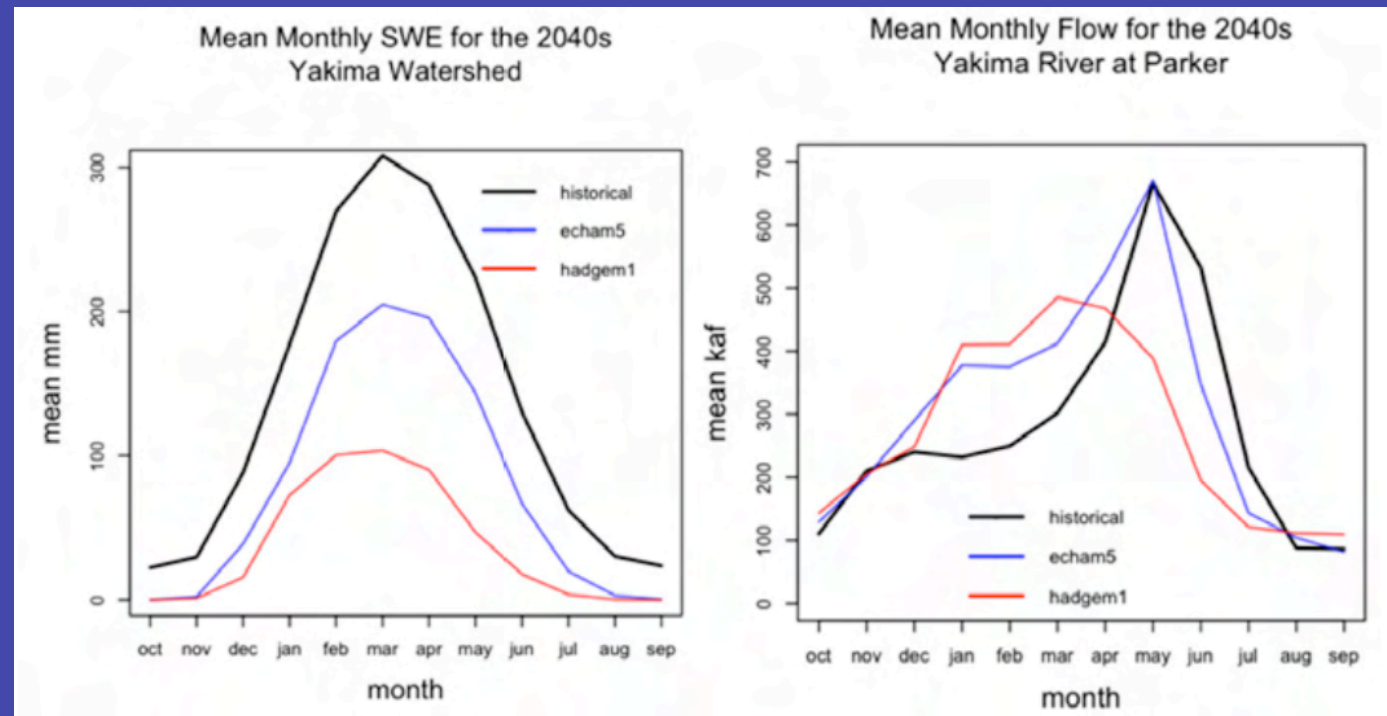 Mean Monthly SWE for the 2040s
Yakima Watershed
mean mm
300
200
100
0
historical
echam5
hadgem1
oct nov dec jan feb mar apr may jun jul aug sep
month
Mean Monthly Flow for the 2040s
Yakima River at Parker
mean kaf
700
600
500
400
300
200
100
0
historical
echam5
hadgem1
oct nov dec jan feb mar apr may jun jul aug sep
month